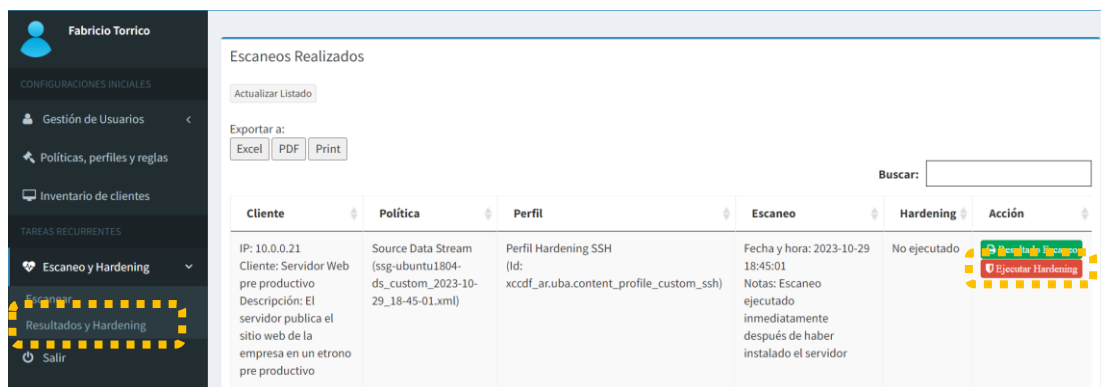 Fabricio Torrico
CONFIGURACIONES INICIALES
Gestión de Usuarios
Políticas, perfiles y reglas
Inventario de clientes
TAREAS RECURRENTES
Escaneo y Hardening
Escanear
Resultados y Hardening
Salir
Escaneos Realizados
Actualizar Listado
Exportar a:
Excel PDF Print
Buscar:
Cliente Política Perfil Escaneo Hardening Acción
IP: 10.0.0.21
Cliente: Servidor Web
pre productivo
Descripción: El
servidor publica el
sitio web de la
empresa en un etrono
pre productivo
Source Data Stream
(ssg-ubuntu1804-
ds_custom_2023-10-
29_18-45-01.xml)
Perfil Hardening SSH
(Id:
xccdf_ar.uba.content_profile_custom_ssh)
Fecha y hora: 2023-10-29
18:45:01
Notas: Escaneo
ejecutado
inmediatamente
después de haber
instalado el servidor
No ejecutado
Resultado Escaneo
Ejecutar Hardening